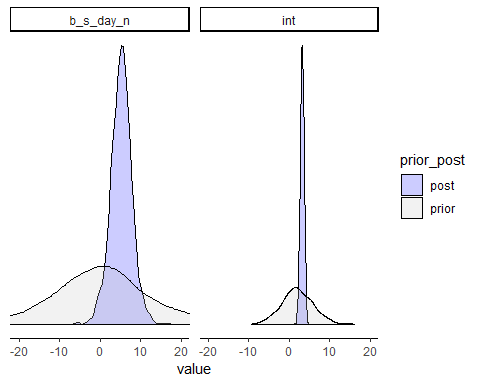 b_s_day_n
int
-20 -10 0 10 20
-20 -10 0 10 20
value
prior_post
post
prior